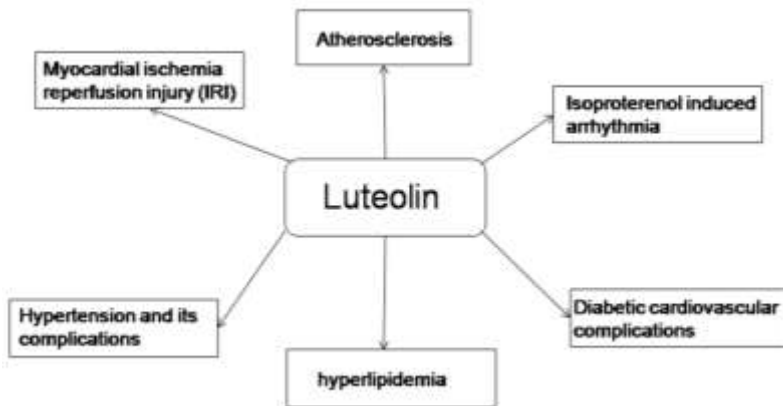 Atherosclerosis
Myocardial ischemia
reperfusion injury (IRI)
Isoproterenol induced
arrhythmia
Luteolin
Hypertension and its
complications
Diabetic cardiovascular
complications
hyperlipidemia